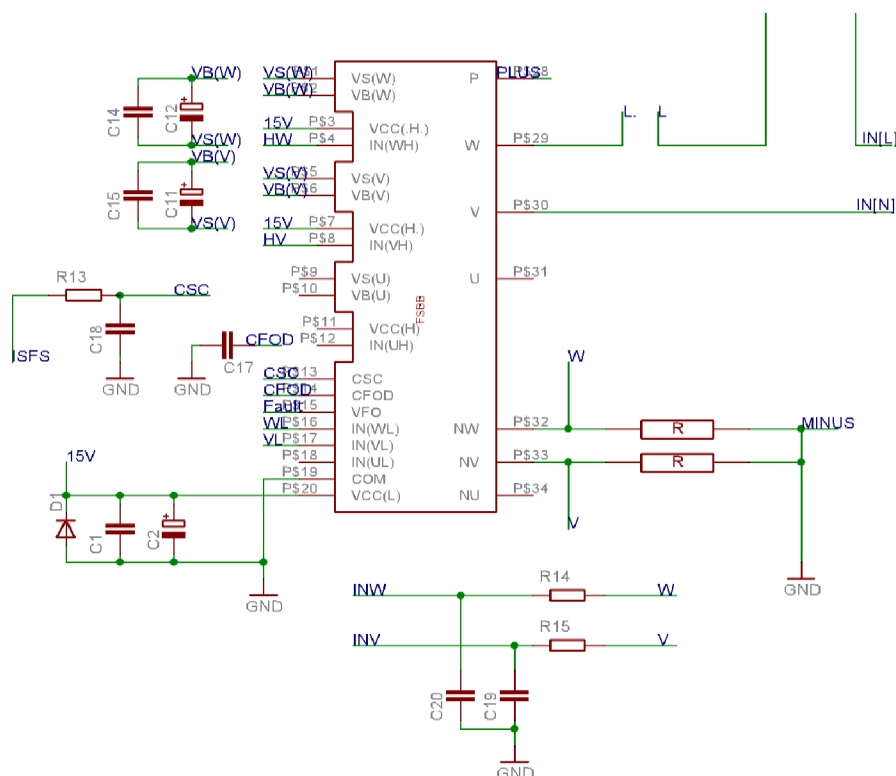 VB(W)
C14
C12
VS(W)
VB(V)
C15
C11
VS(V)
R13
CSC
C18
ISFS
GND
CFOD
C17
GND
15V
D1
C1
C2
GND
VS(W)
P$1
VS(W)
VB(W)
P$2
VB(W)
15V
P$3
VCC(.H.)
HW
P$4
IN(WH)
VS(V)
P$5
VS(V)
VB(V)
P$6
VB(V)
15V
P$7
VCC(H.)
HV
P$8
IN(VH)
P$9
VS(U)
P$10
VB(U)
FSBB
P$11
VCC(H)
P$12
IN(UH)
CSC
P$13
CSC
CFOD
P$14
CFOD
Fault
P$15
VFO
WL
P$16
IN(WL)
VL
P$17
IN(VL)
P$18
IN(UL)
P$19
COM
P$20
VCC(L)
P
PLUS
P$28
W
P$29
L.
L
IN[L]
V
P$30
IN[N]
U
P$31
W
NW
P$32
R
MINUS
NV
P$33
R
NU
P$34
V
GND
INW
R14
W
INV
R15
V
C20
C19
GND